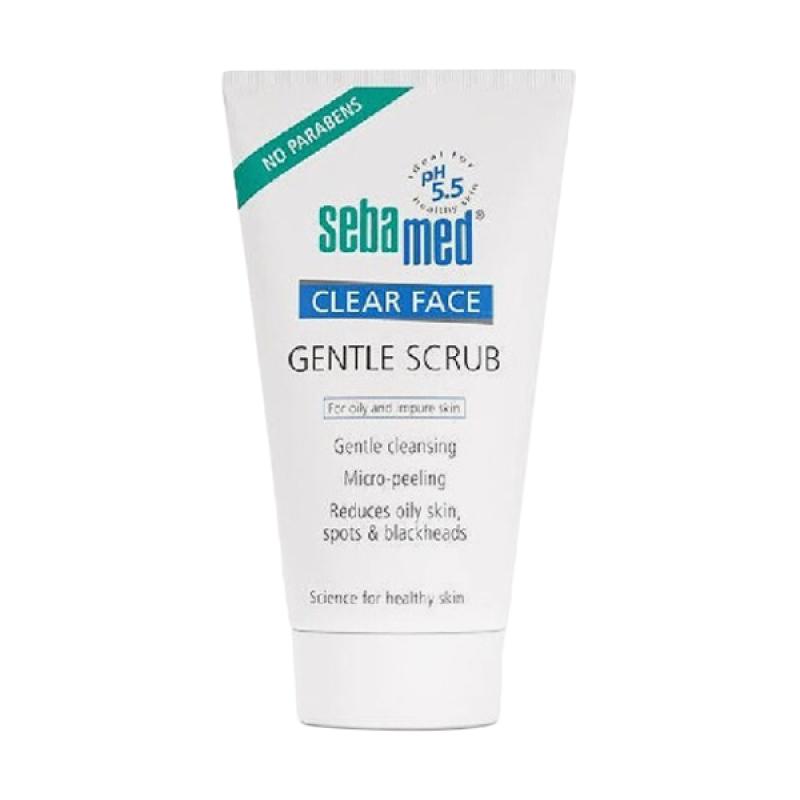 NO PARABENS
ideal for
pH
5.5
healthy skin
sebamed®
CLEAR FACE
GENTLE SCRUB
For oily and impure skin
Gentle cleansing
Micro-peeling
Reduces oily skin,
spots & blackheads
Science for healthy skin